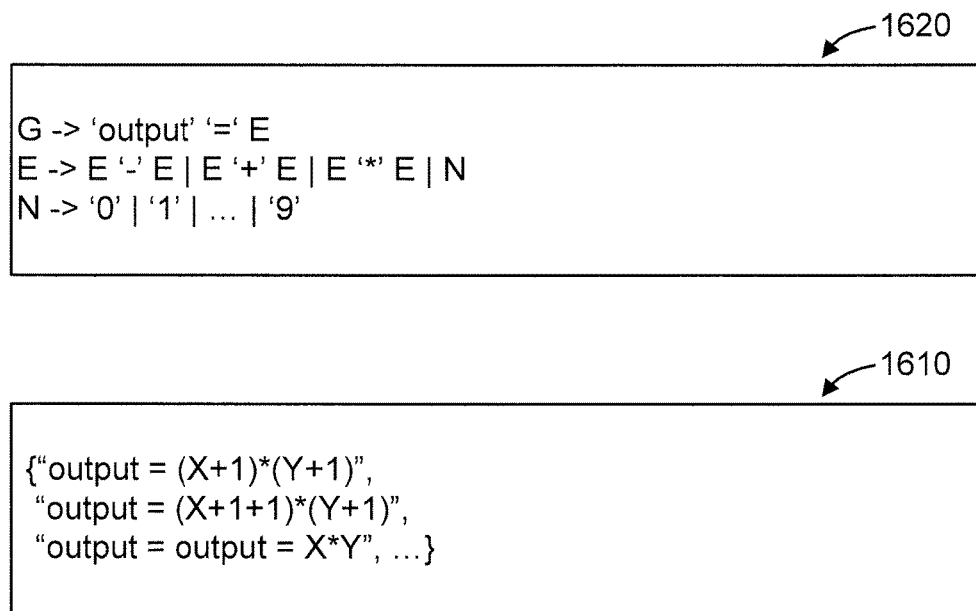 1620
G -> ‘output’ ‘=‘ E
E -> E ‘-’ E | E ‘+’ E | E ‘*’ E | N
N -> ‘0’ | ‘1’ | … | ‘9’
1610
{“output = (X+1)*(Y+1)”,
“output = (X+1+1)*(Y+1)”,
“output = output = X*Y”, …}